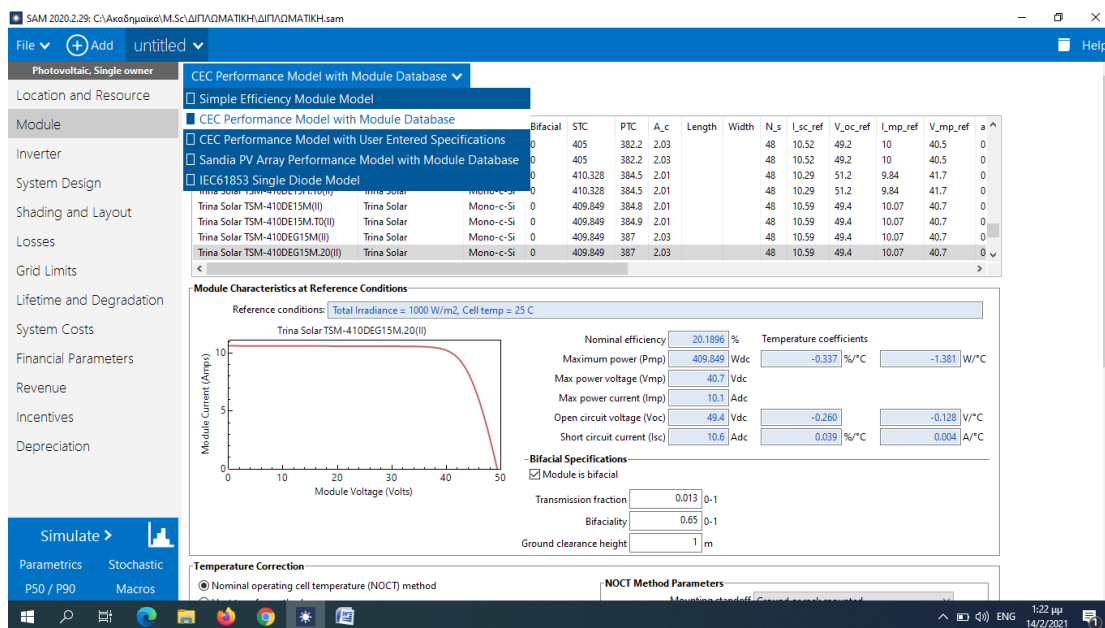 SAM 2020.2.29: C:\Ακαδημαϊκά\M.Sc\ΔΙΠΛΩΜΑΤΙΚΗ\ΔΙΠΛΩΜΑΤΙΚΗ.sam
File Add untitled Help
Photovoltaic, Single owner
Location and Resource
Module
Inverter
System Design
Shading and Layout
Losses
Grid Limits
Lifetime and Degradation
System Costs
Financial Parameters
Revenue
Incentives
Depreciation
Simulate >
Parametrics Stochastic
P50 / P90 Macros
CEC Performance Model with Module Database
Simple Efficiency Module Model
CEC Performance Model with Module Database
CEC Performance Model with User Entered Specifications
Sandia PV Array Performance Model with Module Database
IEC61853 Single Diode Model
Bifacial STC PTC A_c Length Width N_s I_sc_ref V_oc_ref I_mp_ref V_mp_ref a
0 405 382.2 2.03 48 10.52 49.2 10 40.5 0
0 405 382.2 2.03 48 10.52 49.2 10 40.5 0
0 410.328 384.5 2.01 48 10.29 51.2 9.84 41.7 0
0 410.328 384.5 2.01 48 10.29 51.2 9.84 41.7 0
Trina Solar TSM-410DE15M(II) Trina Solar Mono-c-Si 0 409.849 384.8 2.01 48 10.59 49.4 10.07 40.7 0
Trina Solar TSM-410DE15M.T0(II) Trina Solar Mono-c-Si 0 409.849 384.9 2.01 48 10.59 49.4 10.07 40.7 0
Trina Solar TSM-410DEG15M(II) Trina Solar Mono-c-Si 0 409.849 387 2.03 48 10.59 49.4 10.07 40.7 0
Trina Solar TSM-410DEG15M.20(II) Trina Solar Mono-c-Si 0 409.849 387 2.03 48 10.59 49.4 10.07 40.7 0
Module Characteristics at Reference Conditions
Reference conditions: Total Irradiance = 1000 W/m2, Cell temp = 25 C
Trina Solar TSM-410DEG15M.20(II)
Module Current (Amps)
10
5
0
0 10 20 30 40 50
Module Voltage (Volts)
Nominal efficiency 20.1896 % Temperature coefficients
Maximum power (Pmp) 409.849 Wdc -0.337 %/°C -1.381 W/°C
Max power voltage (Vmp) 40.7 Vdc
Max power current (Imp) 10.1 Adc
Open circuit voltage (Voc) 49.4 Vdc -0.260 -0.128 V/°C
Short circuit current (Isc) 10.6 Adc 0.039 %/°C 0.004 A/°C
Bifacial Specifications
Module is bifacial
Transmission fraction 0.013 0-1
Bifaciality 0.65 0-1
Ground clearance height 1 m
Temperature Correction
Nominal operating cell temperature (NOCT) method
NOCT Method Parameters
ENG 1:22 μμ
14/2/2021